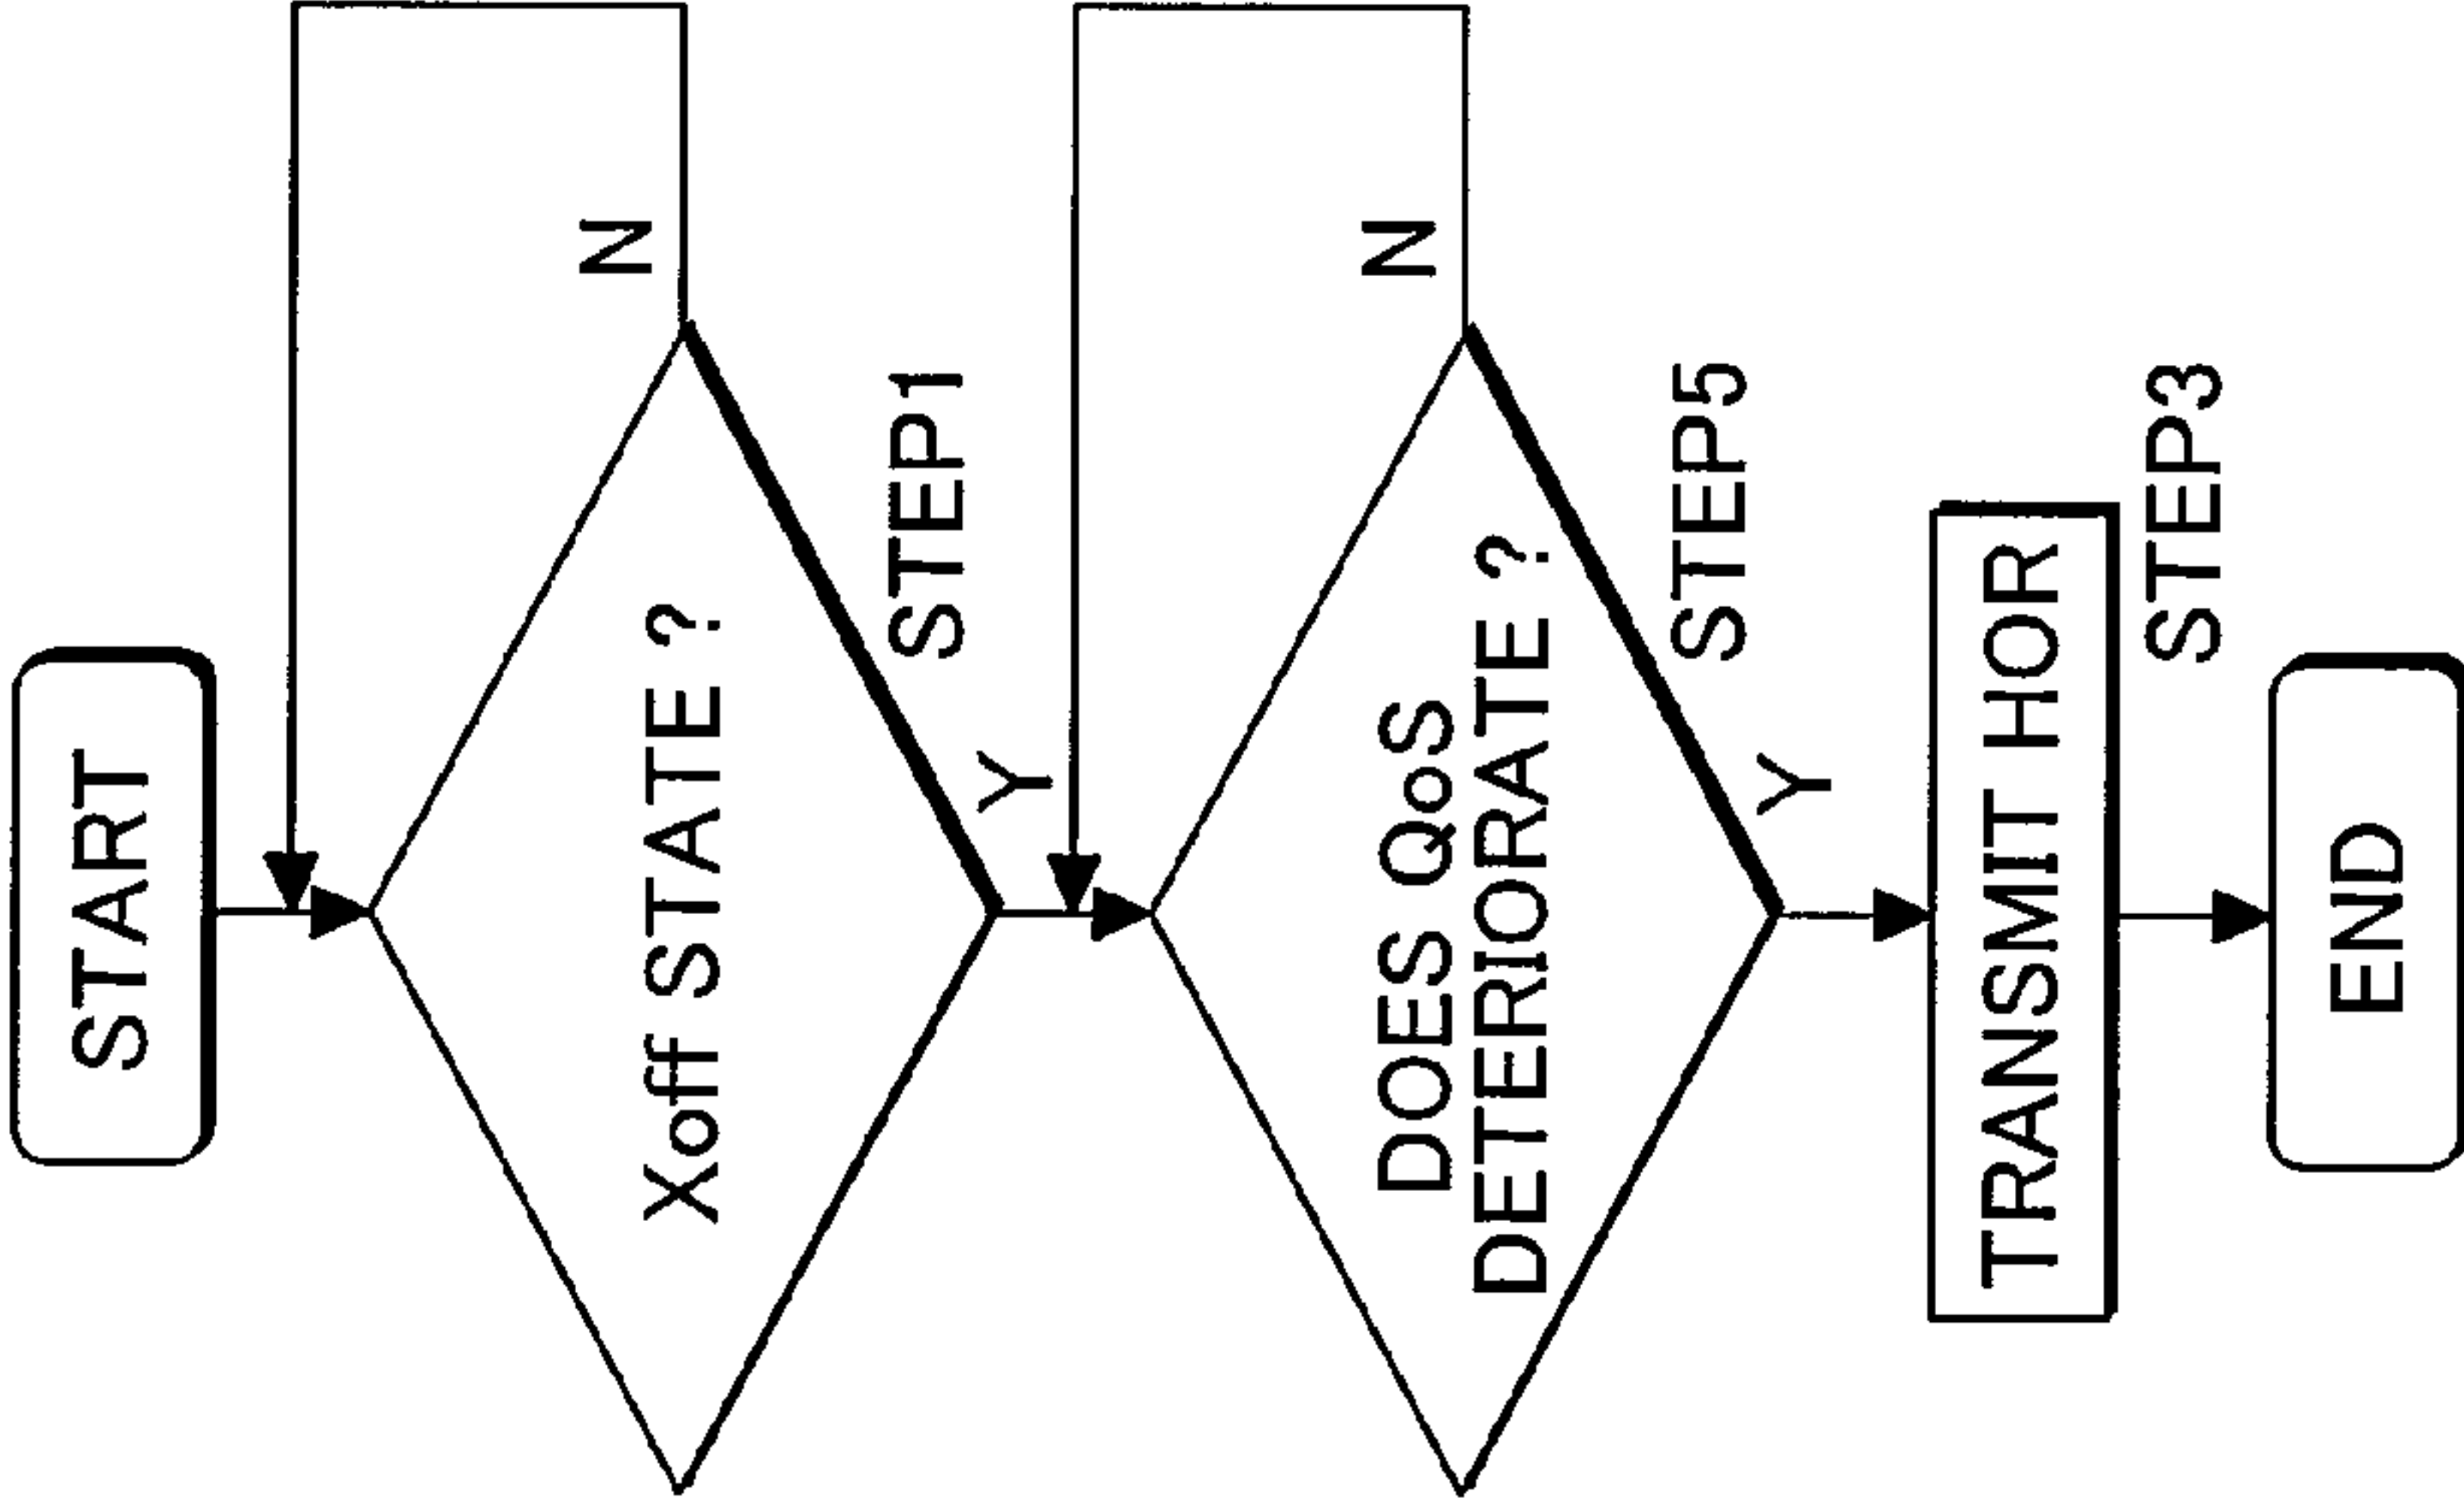 START
Xoff STATE ?
N
STEP1
Y
DOES QoS
DETERIORATE ?
N
STEP5
Y
TRANSMIT HOR
STEP3
END